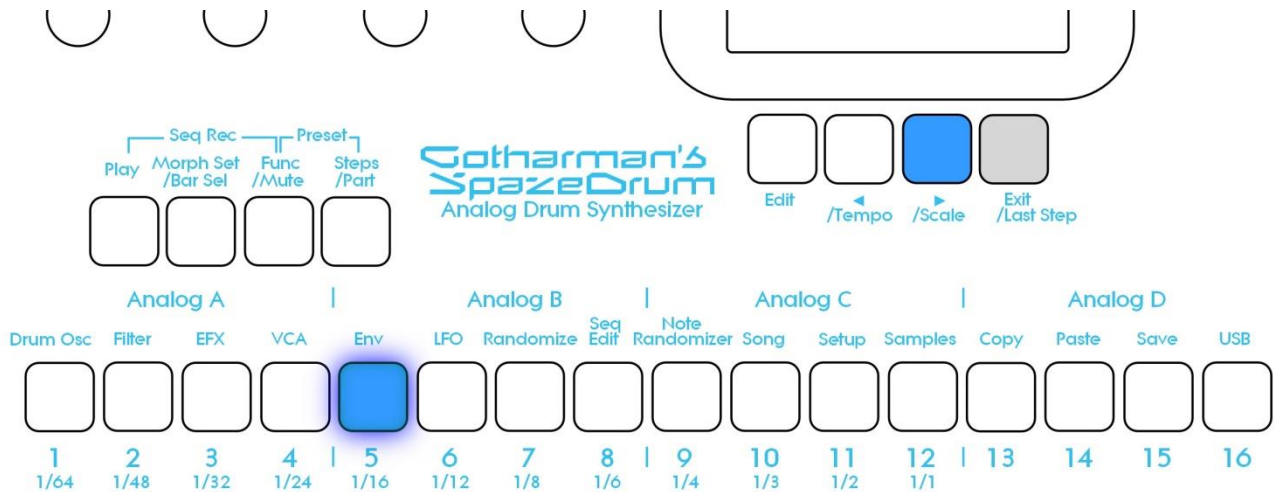 Seq Rec Preset
Play Morph Set Func Steps
/Bar Sel /Mute /Part
Gotharman's
SpazeDrum
Analog Drum Synthesizer
Edit ◄ ► Exit
/Tempo /Scale /Last Step
Analog A | Analog B | Analog C | Analog D
Drum Osc Filter EFX VCA Env LFO Randomize Seq Edit Note Randomizer Song Setup Samples Copy Paste Save USB
1 2 3 4 | 5 6 7 8 | 9 10 11 12 | 13 14 15 16
1/64 1/48 1/32 1/24 1/16 1/12 1/8 1/6 1/4 1/3 1/2 1/1